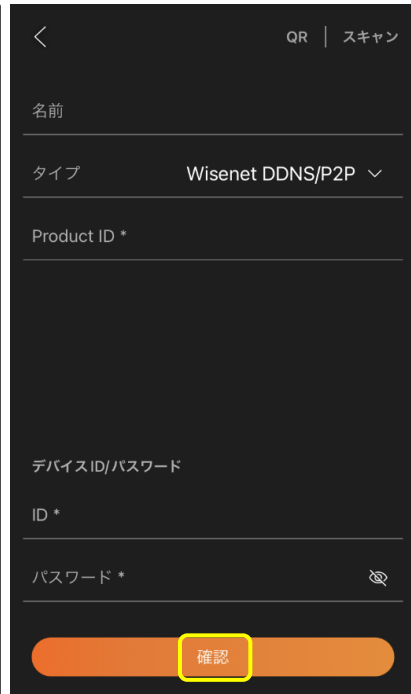 QR | スキャン
名前
タイプ Wisenet DDNS/P2P
Product ID *
デバイスID/パスワード
ID *
パスワード *
確認